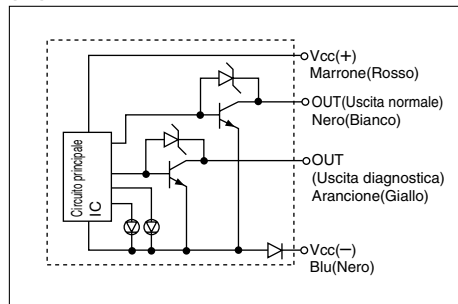 Vcc(+)
Marrone(Rosso)
OUT(Uscita normale)
Nero(Bianco)
OUT
(Uscita diagnostica)
Arancione(Giallo)
Vcc(−)
Blu(Nero)
Circuito principale
IC